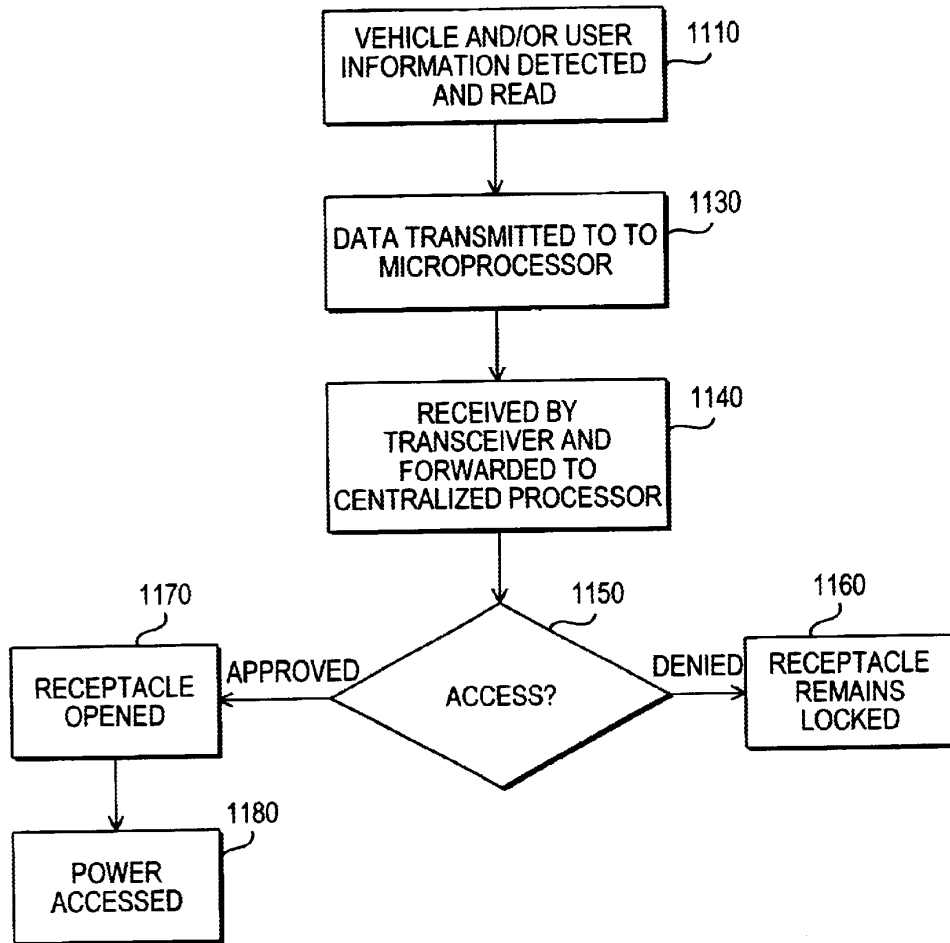 VEHICLE AND/OR USER
INFORMATION DETECTED
AND READ
1110
1130
DATA TRANSMITTED TO TO
MICROPROCESSOR
1140
RECEIVED BY
TRANSCEIVER AND
FORWARDED TO
CENTRALIZED PROCESSOR
1150
ACCESS?
1170
APPROVED
RECEPTACLE
OPENED
1160
DENIED
RECEPTACLE
REMAINS
LOCKED
1180
POWER
ACCESSED